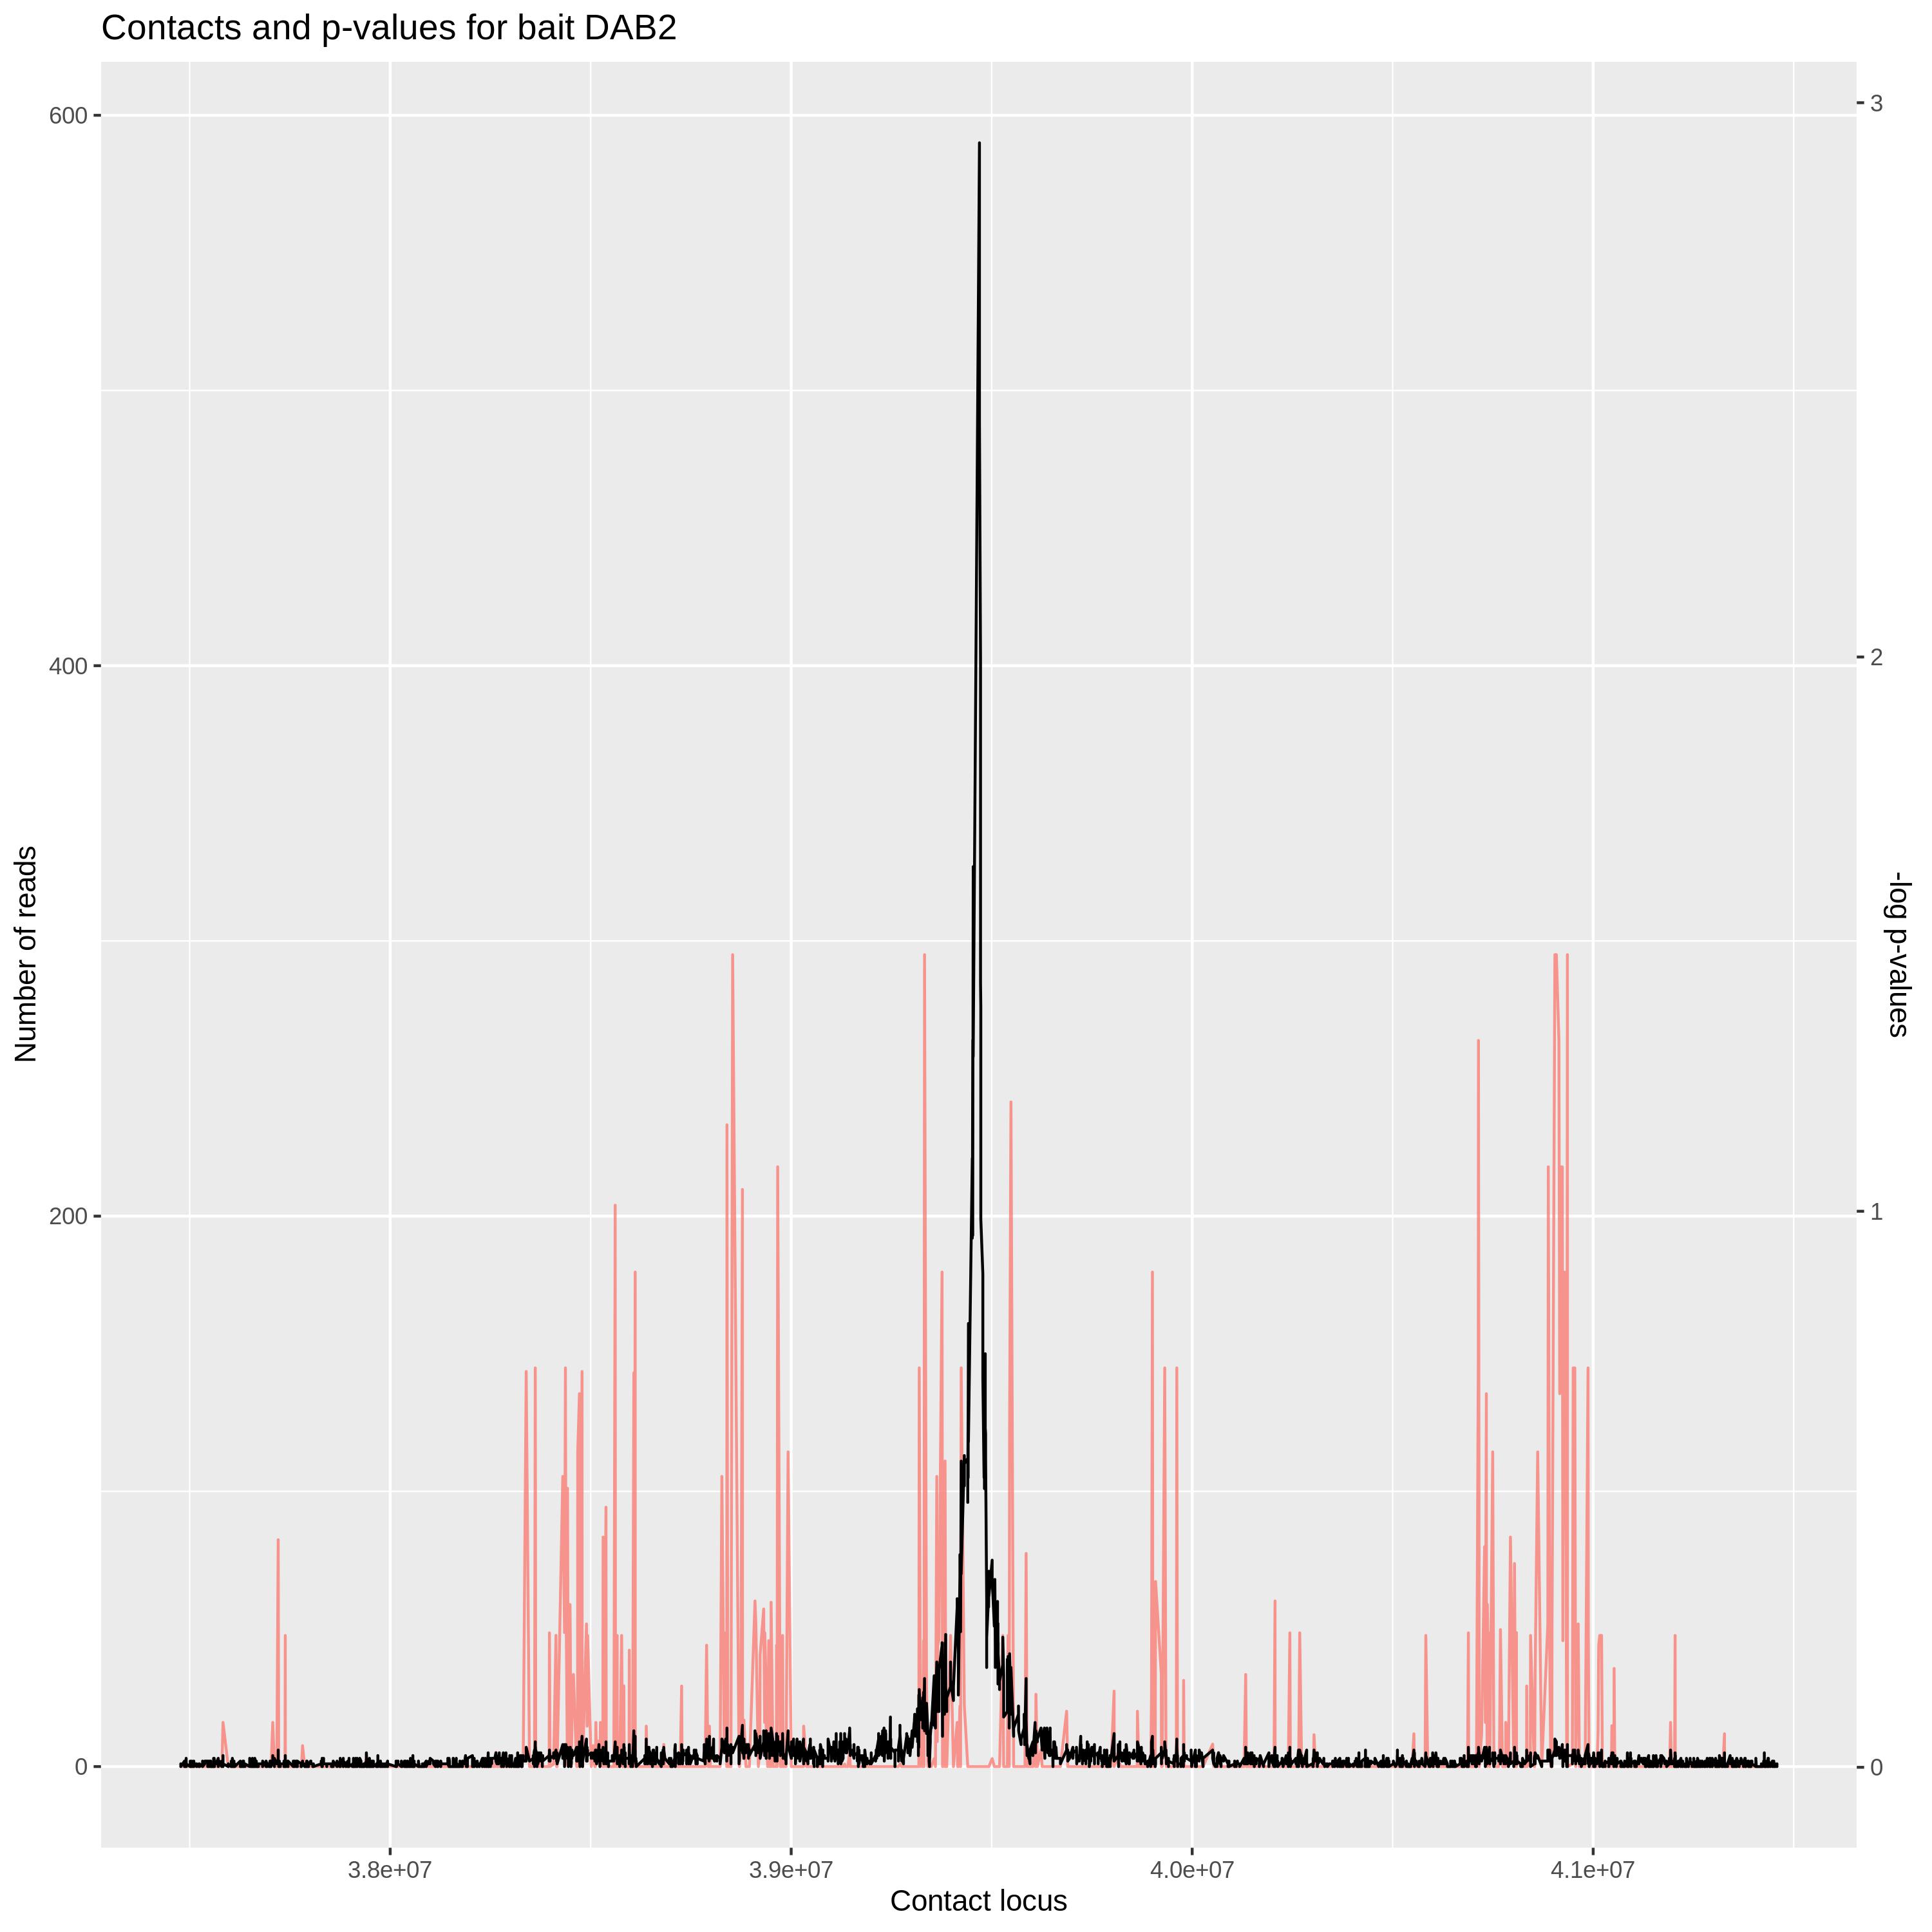 Contacts and p-values for bait DAB2
600
400
200
0
Number of reads
3
2
1
0
-log p-values
3.8e+07
3.9e+07
4.0e+07
4.1e+07
Contact locus